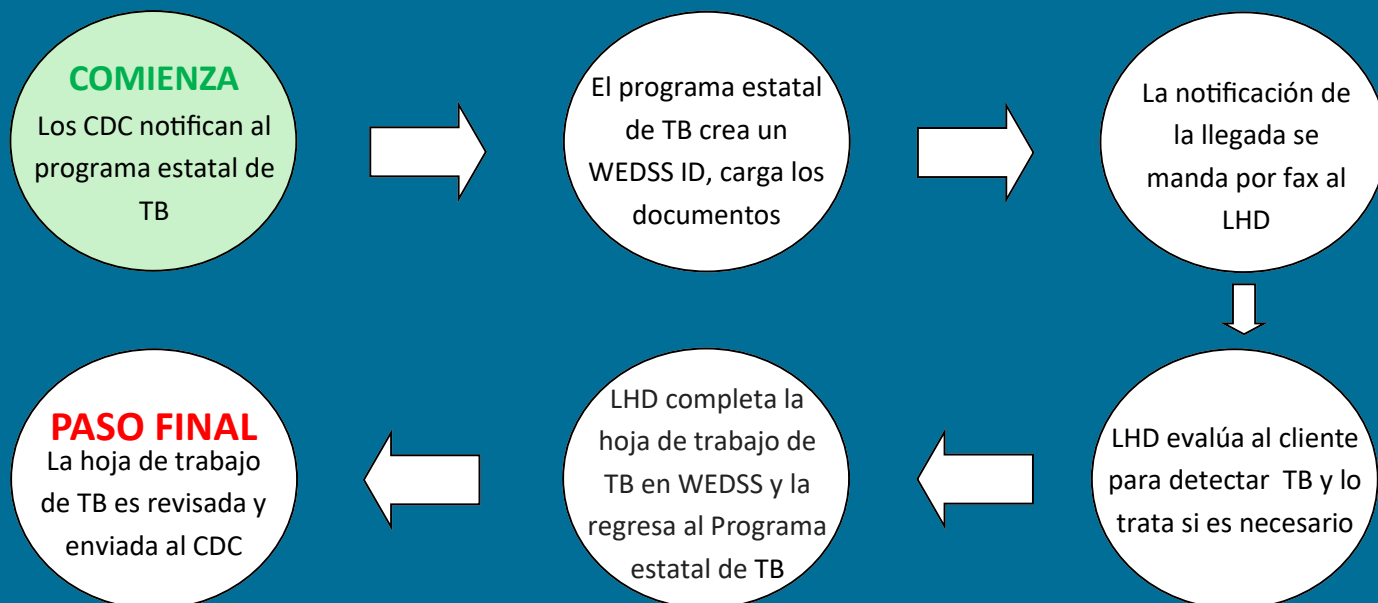 COMIENZA
Los CDC notifican al
programa estatal de
TB
El programa estatal
de TB crea un
WEDSS ID, carga los
documentos
La notificación de
la llegada se
manda por fax al
LHD
LHD evalúa al cliente
para detectar TB y lo
trata si es necesario
LHD completa la
hoja de trabajo de
TB en WEDSS y la
regresa al Programa
estatal de TB
PASO FINAL
La hoja de trabajo
de TB es revisada y
enviada al CDC